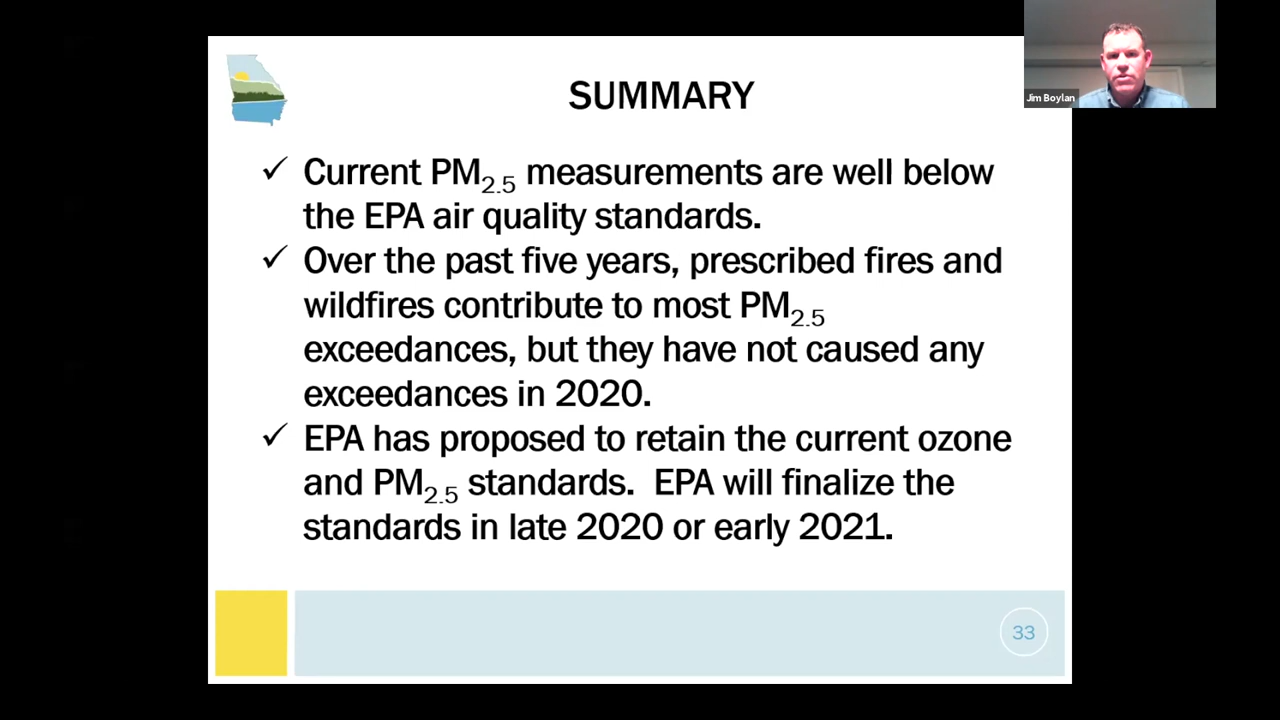 SUMMARY
Jim Boylan
✓ Current PM2.5 measurements are well below
the EPA air quality standards.
✓ Over the past five years, prescribed fires and
wildfires contribute to most PM2.5
exceedances, but they have not caused any
exceedances in 2020.
✓ EPA has proposed to retain the current ozone
and PM2.5 standards.  EPA will finalize the
standards in late 2020 or early 2021.
33